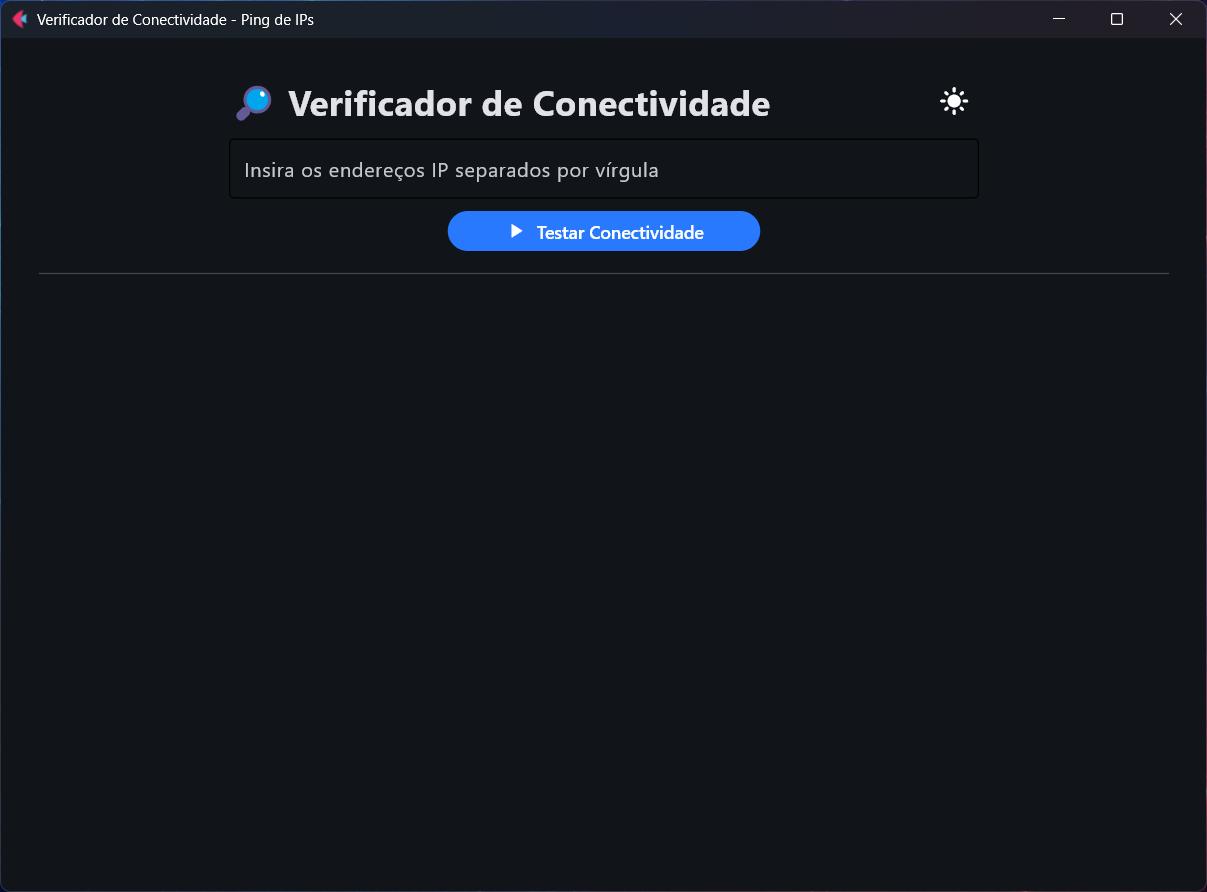 Verificador de Conectividade - Ping de IPs
Verificador de Conectividade
Insira os endereços IP separados por vírgula
Testar Conectividade